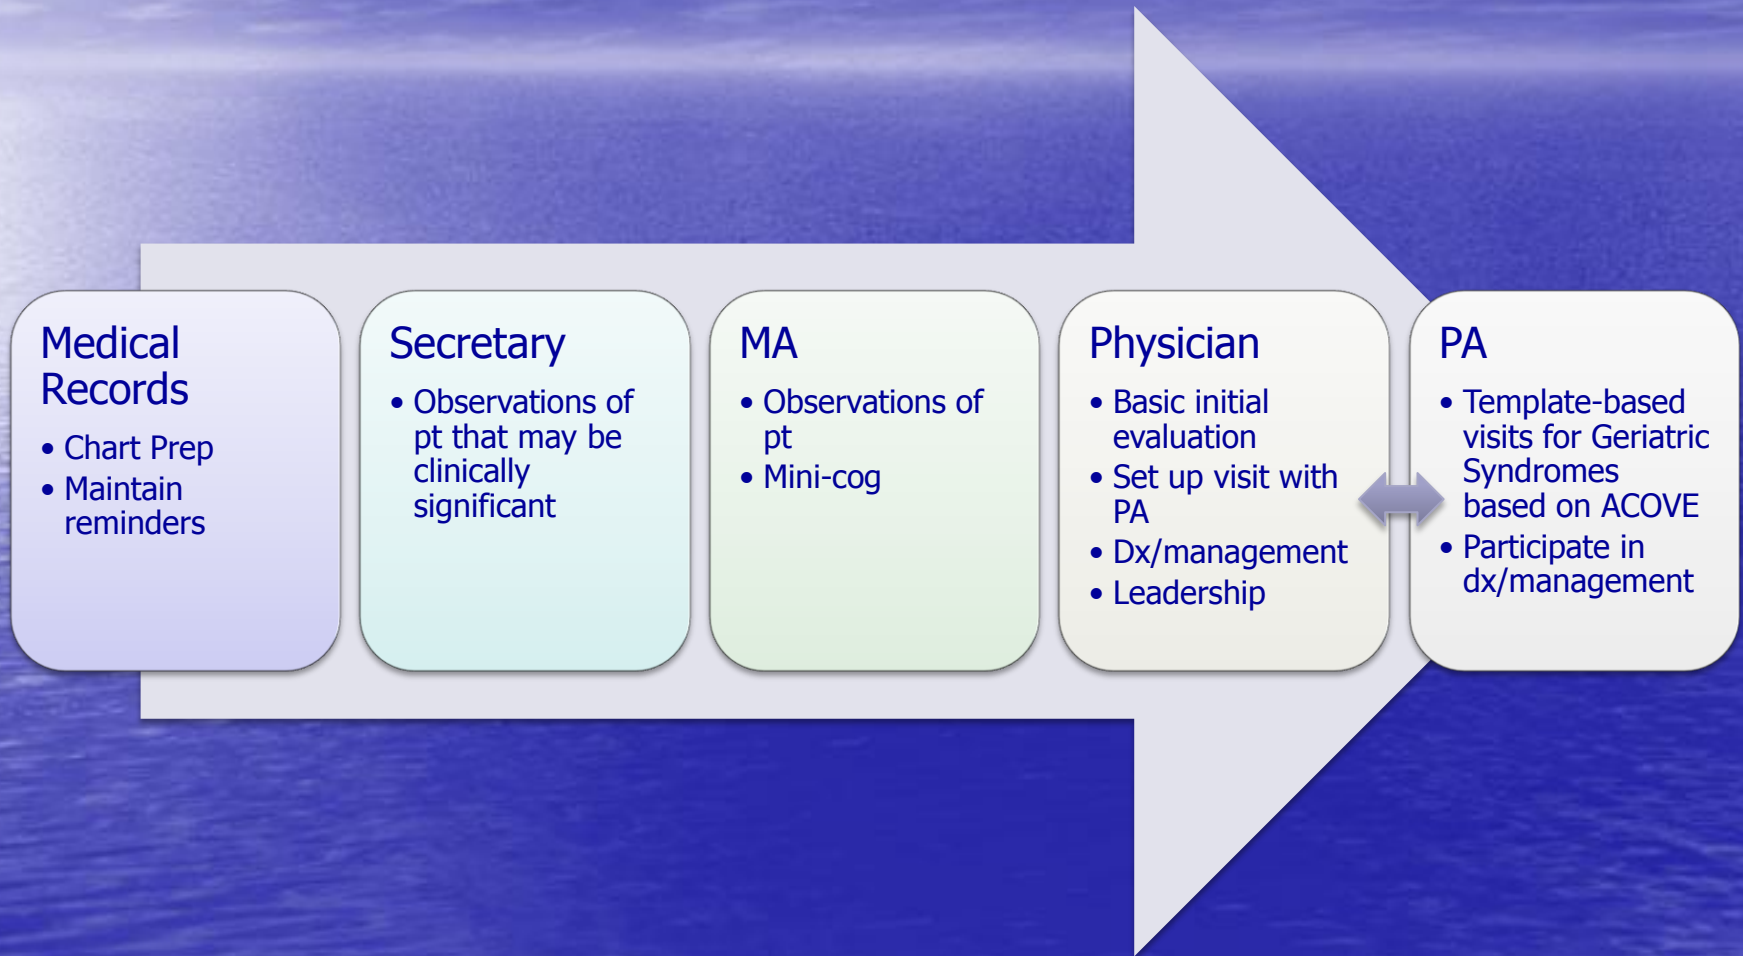 Medical
Records
• Chart Prep
• Maintain
reminders
Secretary
• Observations of
pt that may be
clinically
significant
MA
• Observations of
pt
• Mini-cog
Physician
• Basic initial
evaluation
• Set up visit with
PA
• Dx/management
• Leadership
PA
• Template-based
visits for Geriatric
Syndromes
based on ACOVE
• Participate in
dx/management